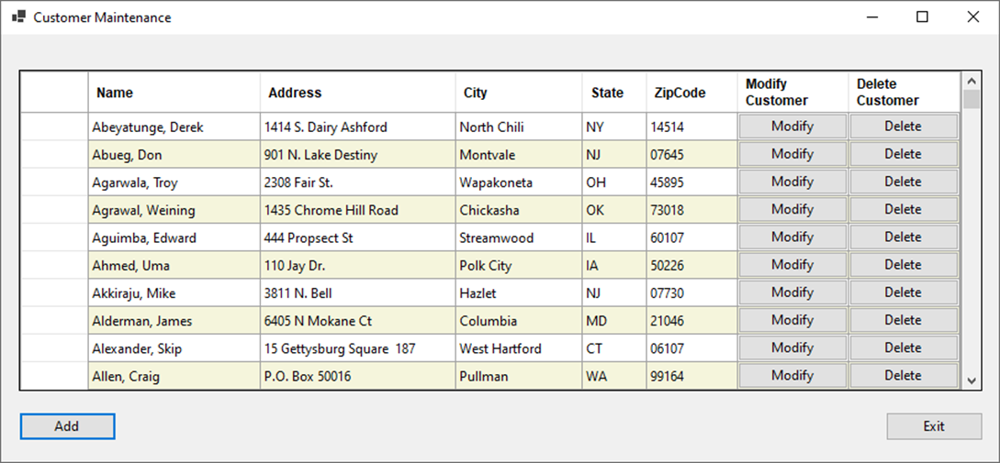 Customer Maintenance
Name Address City State ZipCode Modify Customer Delete Customer
Abeyatunge, Derek 1414 S. Dairy Ashford North Chili NY 14514 Modify Delete
Abueg, Don 901 N. Lake Destiny Montvale NJ 07645 Modify Delete
Agarwala, Troy 2308 Fair St. Wapakoneta OH 45895 Modify Delete
Agrawal, Weining 1435 Chrome Hill Road Chickasha OK 73018 Modify Delete
Aguimba, Edward 444 Propsect St Streamwood IL 60107 Modify Delete
Ahmed, Uma 110 Jay Dr. Polk City IA 50226 Modify Delete
Akkiraju, Mike 3811 N. Bell Hazlet NJ 07730 Modify Delete
Alderman, James 6405 N Mokane Ct Columbia MD 21046 Modify Delete
Alexander, Skip 15 Gettysburg Square 187 West Hartford CT 06107 Modify Delete
Allen, Craig P.O. Box 50016 Pullman WA 99164 Modify Delete
Add Exit